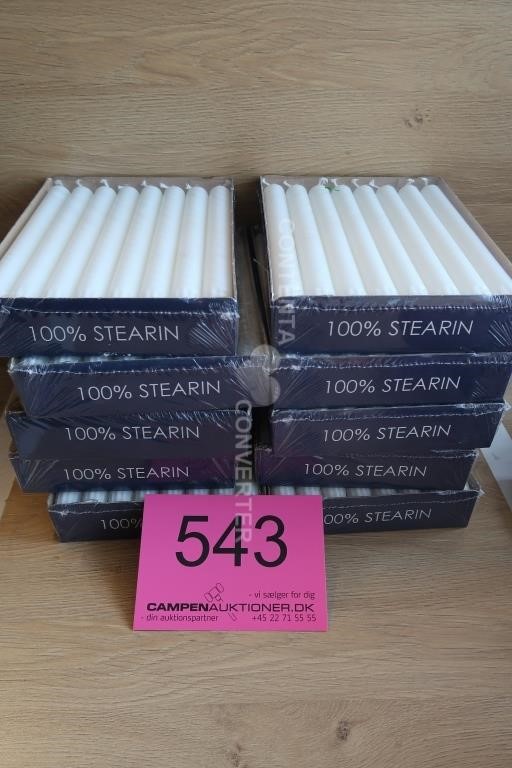 100% STEARIN
100% STEARIN
100% STEARIN
100% STEARIN
100% STEARIN
100% STEARIN
100% STEARIN
100% STEARIN
100%
100% STEARIN
543
- vi sælger for dig
CAMPENAUKTIONER.DK
- din auktionspartner +45 22 71 55 55
CONTENTA
CONVERTER